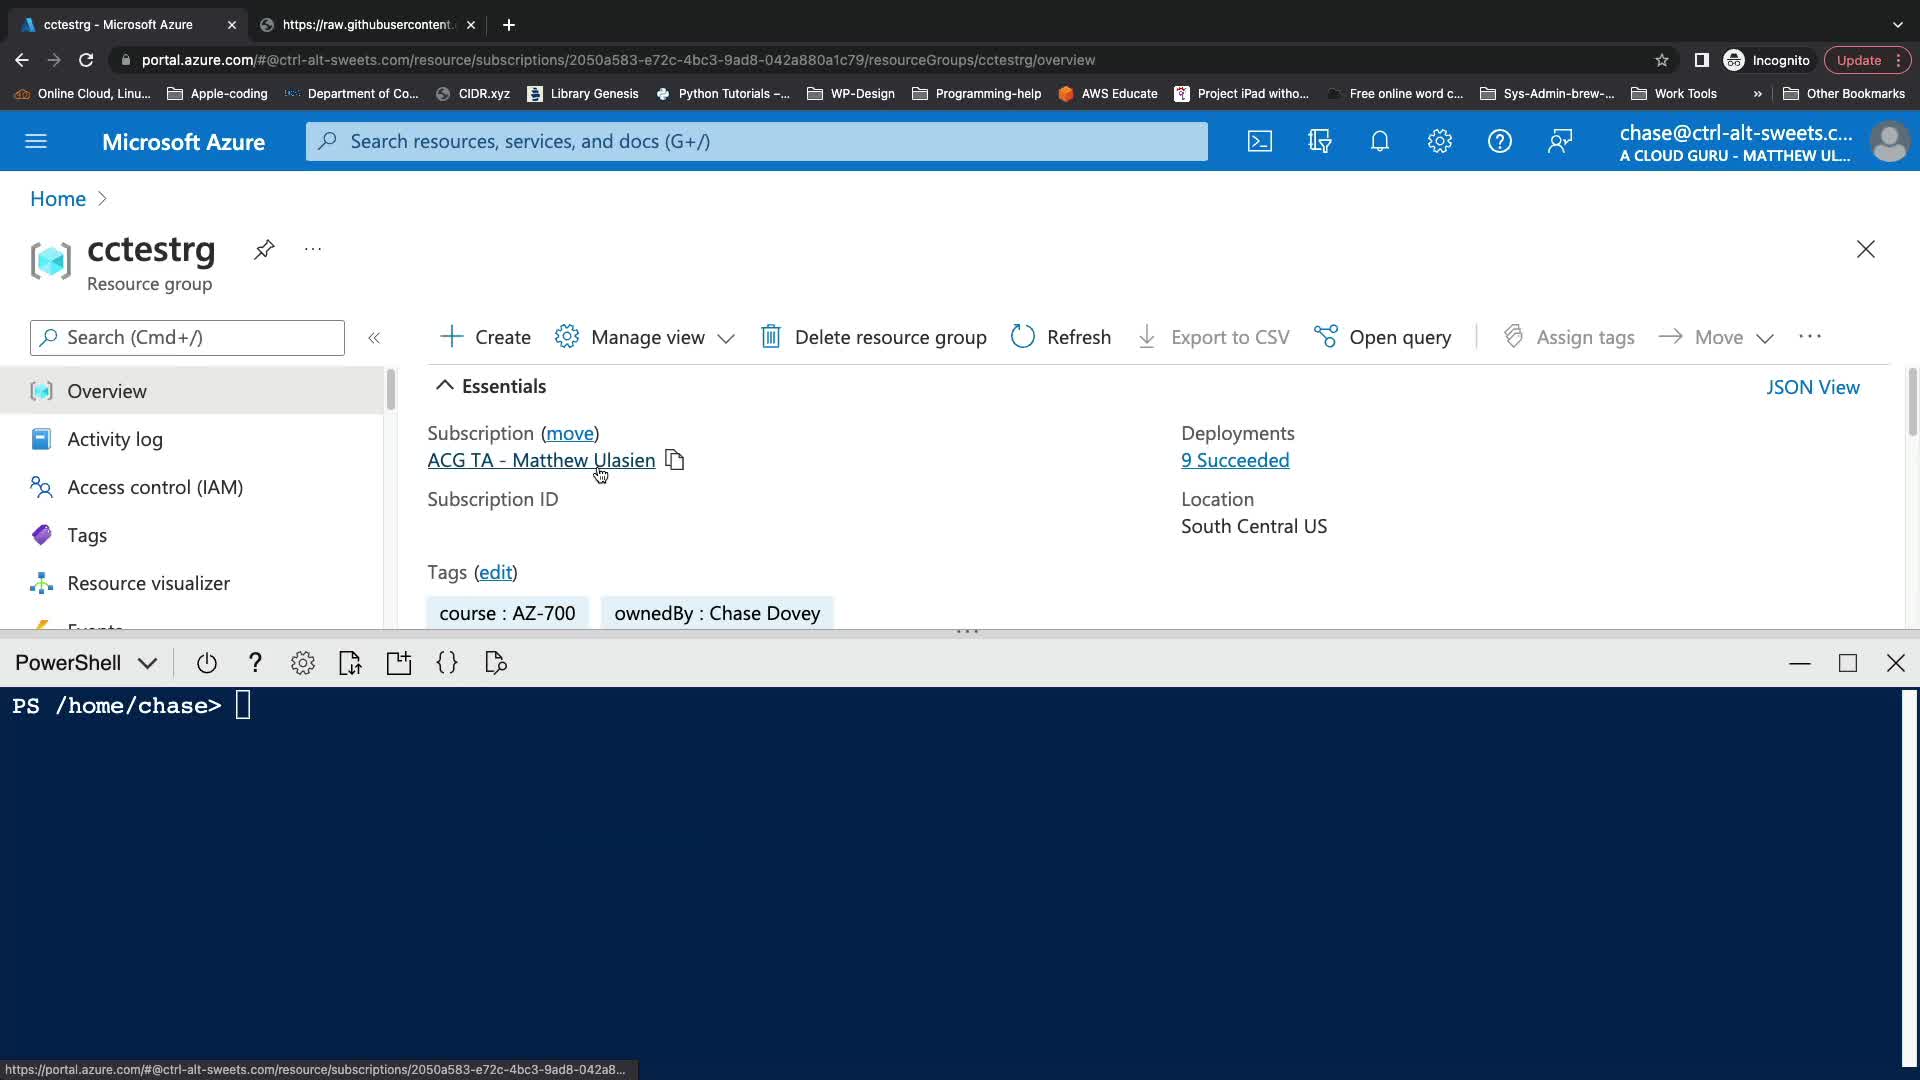 cctestrg - Microsoft Azure
https://raw.githubusercontent.
portal.azure.com/#@ctrl-alt-sweets.com/resource/subscriptions/2050a583-e72c-4bc3-9ad8-042a880a1c79/resourceGroups/cctestrg/overview
Incognito
Update
Online Cloud, Linu...
Apple-coding
Department of Co...
CIDR.xyz
Library Genesis
Python Tutorials –...
WP-Design
Programming-help
AWS Educate
Project iPad witho...
Free online word c...
Sys-Admin-brew-...
Work Tools
»
Other Bookmarks
Microsoft Azure
Search resources, services, and docs (G+/)
chase@ctrl-alt-sweets.c...
A CLOUD GURU - MATTHEW UL...
Home
cctestrg
...
Resource group
Search (Cmd+/)
«
Create
Manage view
Delete resource group
Refresh
Export to CSV
Open query
Assign tags
Move
...
Overview
Activity log
Access control (IAM)
Tags
Resource visualizer
Events
Essentials
JSON View
Subscription (move)
ACG TA - Matthew Ulasien
Deployments
9 Succeeded
Subscription ID
Location
South Central US
Tags (edit)
course : AZ-700
ownedBy : Chase Dovey
...
PowerShell
?
{}
PS /home/chase>
https://portal.azure.com/#@ctrl-alt-sweets.com/resource/subscriptions/2050a583-e72c-4bc3-9ad8-042a8...